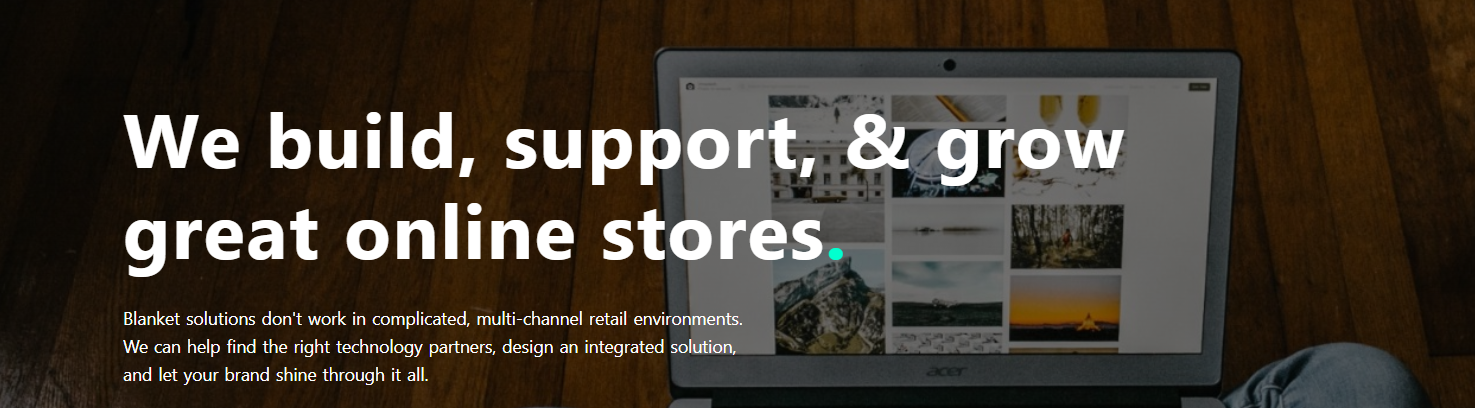 We build, support, & grow
great online stores.
Blanket solutions don't work in complicated, multi-channel retail environments.
We can help find the right technology partners, design an integrated solution,
and let your brand shine through it all.
acer